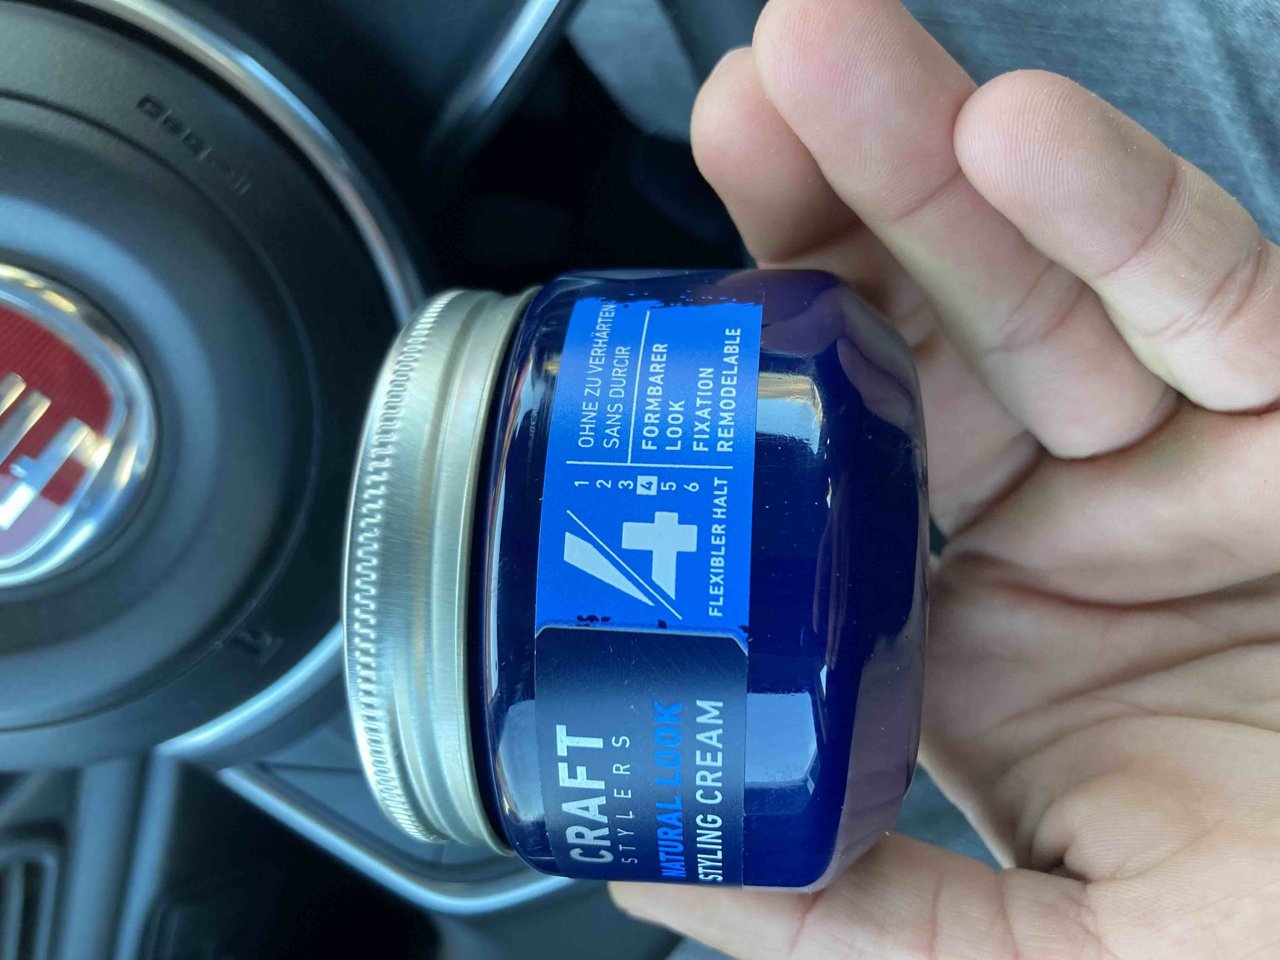 CRAFT
STYLERS
NATURAL LOOK
STYLING CREAM
4+
1
2
3
4
5
6
FLEXIBLER HALT
OHNE ZU VERHÄRTEN
SANS DURCIR
FORMBARER
LOOK
FIXATION
REMODELABLE